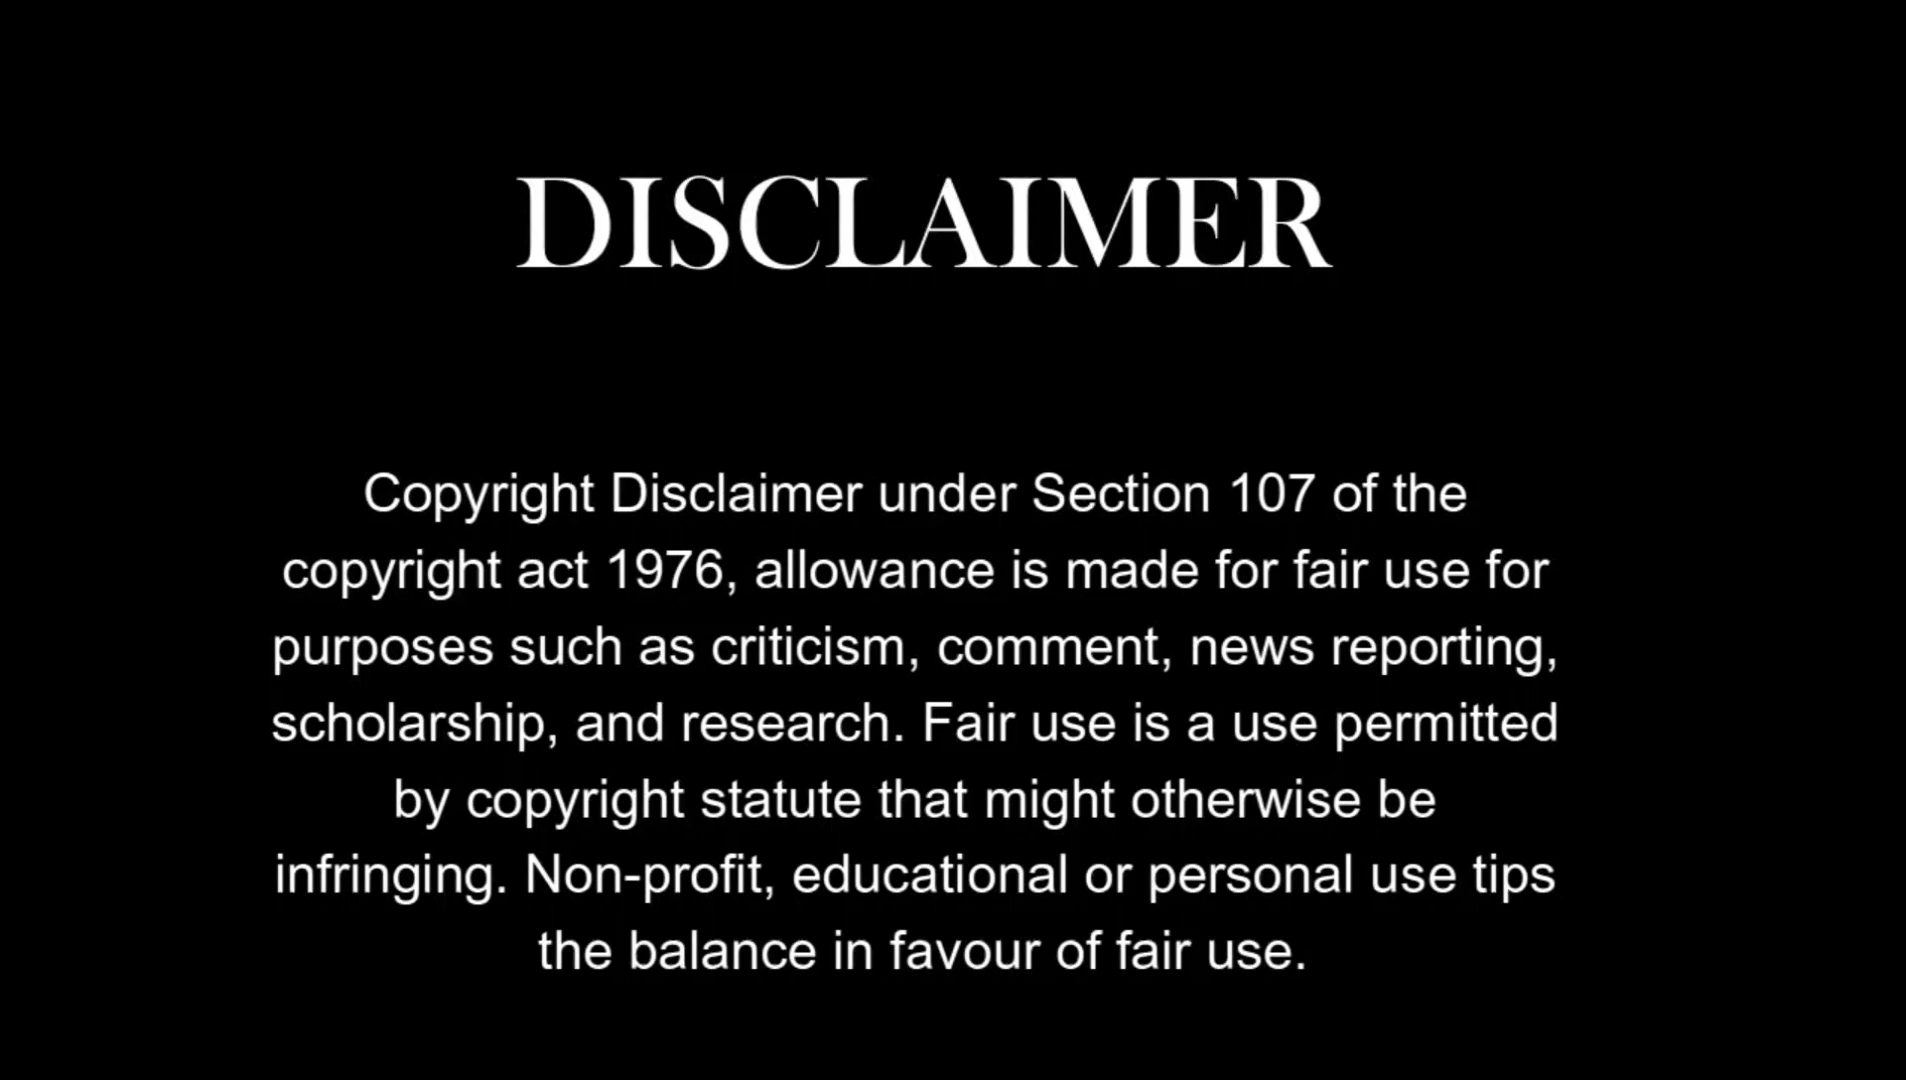 DISCLAIMER
Copyright Disclaimer under Section 107 of the
copyright act 1976, allowance is made for fair use for
purposes such as criticism, comment, news reporting,
scholarship, and research. Fair use is a use permitted
by copyright statute that might otherwise be
infringing. Non-profit, educational or personal use tips
the balance in favour of fair use.